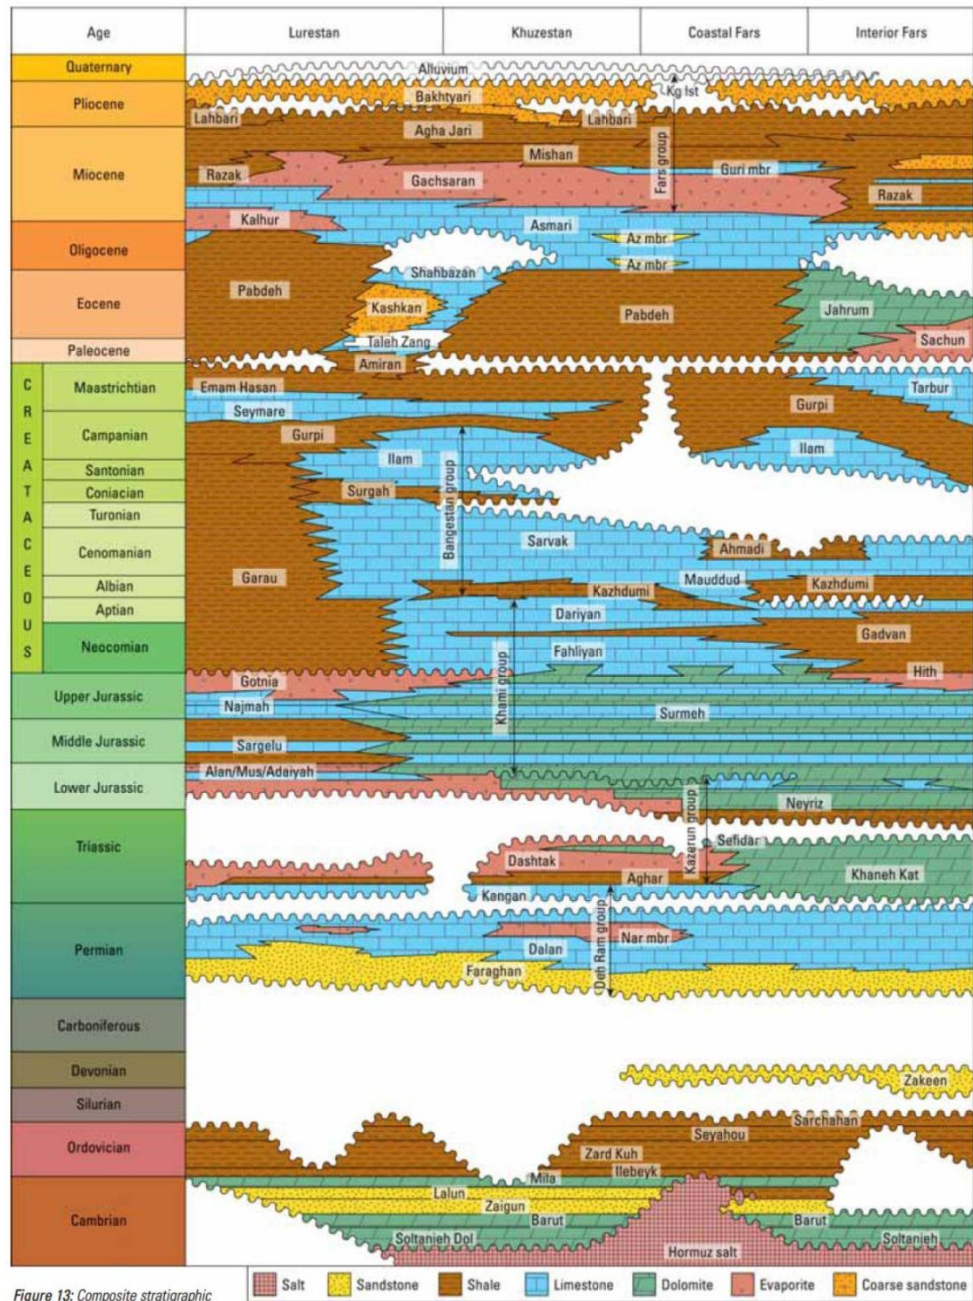 Age Lurestan Khuzestan Coastal Fars Interior Fars
Quaternary
Alluvium
Kg lst
Pliocene
Bakhtyari
Lahbari
Lahbari
Agha Jari
Mishan
Guri mbr
Fars group
Miocene
Razak
Gachsaran
Razak
Kalhur
Asmari
Az mbr
Oligocene
Az mbr
Shahbazan
Eocene
Pabdeh
Kashkan
Pabdeh
Jahrum
Taleh Zang
Sachun
Paleocene
Amiran
CRETACEOUS
Maastrichtian
Emam Hasan
Tarbur
Seymare
Gurpi
Campanian
Gurpi
Ilam
Ilam
Santonian
Coniacian
Surgah
Bangestan group
Turonian
Cenomanian
Sarvak
Ahmadi
Albian
Garau
Mauddud
Kazhdumi
Kazhdumi
Aptian
Dariyan
Neocomian
Gadvan
Fahliyan
Hith
Upper Jurassic
Gotnia
Khami group
Najmah
Surmeh
Middle Jurassic
Sargelu
Lower Jurassic
Alan/Mus/Adaiyah
Neyriz
Kazerun group
Triassic
Sefidar
Dashtak
Khaneh Kat
Aghar
Kangan
Permian
Nar mbr
Dalan
Deh Ram group
Faraghan
Carboniferous
Devonian
Zakeen
Silurian
Sarchahan
Ordovician
Seyahou
Zard Kuh
Ilebeyk
Mila
Cambrian
Lalun
Zaigun
Barut
Barut
Soltanieh Dol
Soltanieh
Hormuz salt
Figure 13: Composite stratigraphic
Salt Sandstone Shale Limestone Dolomite Evaporite Coarse sandstone